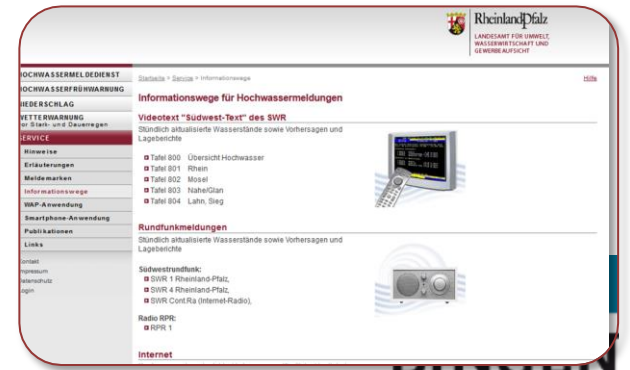 RheinlandPfalz
LANDESAMT FÜR UMWELT,
WASSERWIRTSCHAFT UND
GEWERBEAUFSICHT
HOCHWASSERMELDEDIENST
HOCHWASSERFRÜHWARNUNG
NIEDERSCHLAG
WETTERWARNUNG
vor Stark- und Dauerregen
SERVICE
Hinweise
Erläuterungen
Meldemarken
Informationswege
WAP-Anwendung
Smartphone-Anwendung
Publikationen
Links
Kontakt
Impressum
Datenschutz
Login
Startseite > Service > Informationswege
Hilfe
Informationswege für Hochwassermeldungen
Videotext "Südwest-Text" des SWR
Stündlich aktualisierte Wasserstände sowie Vorhersagen und
Lageberichte
Tafel 800 Übersicht Hochwasser
Tafel 801 Rhein
Tafel 802 Mosel
Tafel 803 Nahe/Glan
Tafel 804 Lahn, Sieg
Rundfunkmeldungen
Stündlich aktualisierte Wasserstände sowie Vorhersagen und
Lageberichte
Südwestrundfunk:
SWR 1 Rheinland-Pfalz,
SWR 4 Rheinland-Pfalz,
SWR Cont.Ra (Internet-Radio),
Radio RPR:
RPR 1
Internet